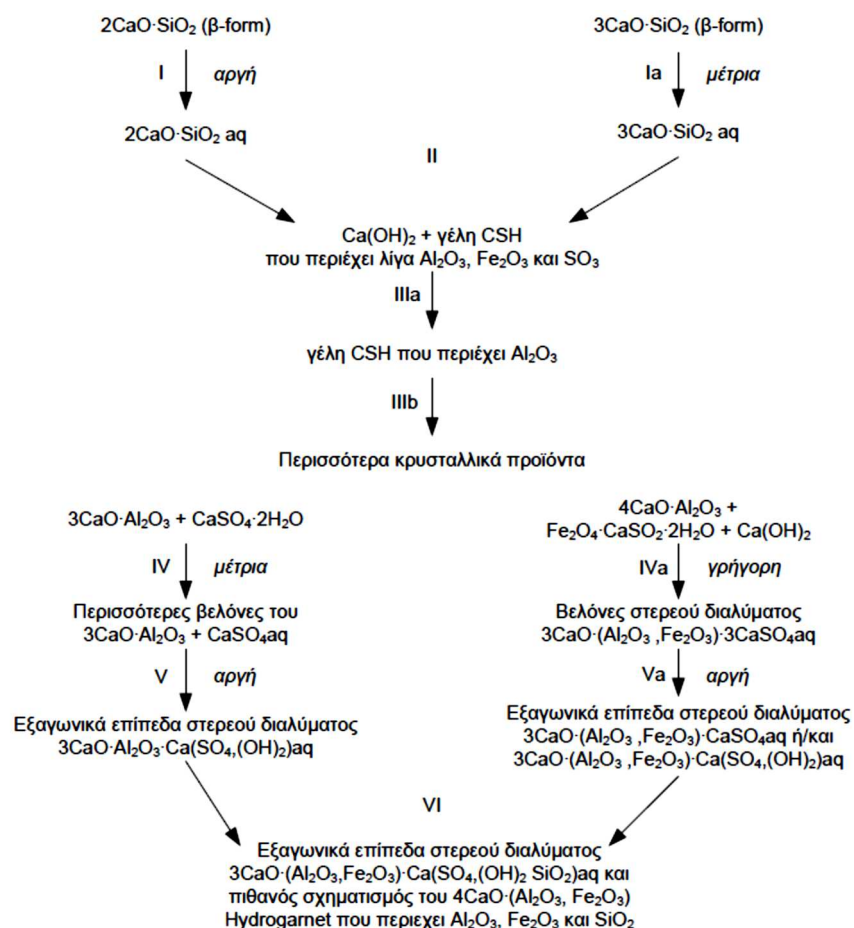 2CaO·SiO₂ (β-form)
3CaO·SiO₂ (β-form)
I
αργή
Ia
μέτρια
2CaO·SiO₂ aq
3CaO·SiO₂ aq
II
Ca(OH)₂ + γέλη CSH
που περιέχει λίγα Al₂O₃, Fe₂O₃ και SO₃
IIIa
γέλη CSH που περιέχει Al₂O₃
IIIb
Περισσότερα κρυσταλλικά προϊόντα
3CaO·Al₂O₃ + CaSO₄·2H₂O
4CaO·Al₂O₃ +
Fe₂O₄·CaSO₂·2H₂O + Ca(OH)₂
IV
μέτρια
IVa
γρήγορη
Περισσότερες βελόνες του
3CaO·Al₂O₃ + CaSO₄aq
Βελόνες στερεού διαλύματος
3CaO·(Al₂O₃ ,Fe₂O₃)·3CaSO₄aq
V
αργή
Va
αργή
Εξαγωνικά επίπεδα στερεού διαλύματος
3CaO·Al₂O₃·Ca(SO₄,(OH)₂)aq
Εξαγωνικά επίπεδα στερεού διαλύματος
3CaO·(Al₂O₃ ,Fe₂O₃)·CaSO₄aq ή/και
3CaO·(Al₂O₃ ,Fe₂O₃)·Ca(SO₄,(OH)₂)aq
VI
Εξαγωνικά επίπεδα στερεού διαλύματος
3CaO·(Al₂O₃,Fe₂O₃)·Ca(SO₄,(OH)₂ SiO₂)aq και
πιθανός σχηματισμός του 4CaO·(Al₂O₃, Fe₂O₃)
Hydrogarnet που περιεχει Al₂O₃, Fe₂O₃ και SiO₂